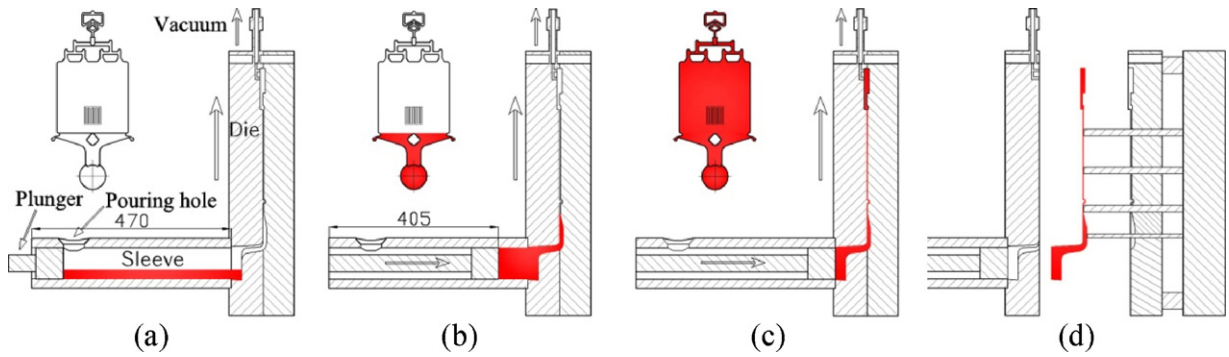 Vacuum
Die
Plunger
Pouring hole
470
Sleeve
405
(a)
(b)
(c)
(d)